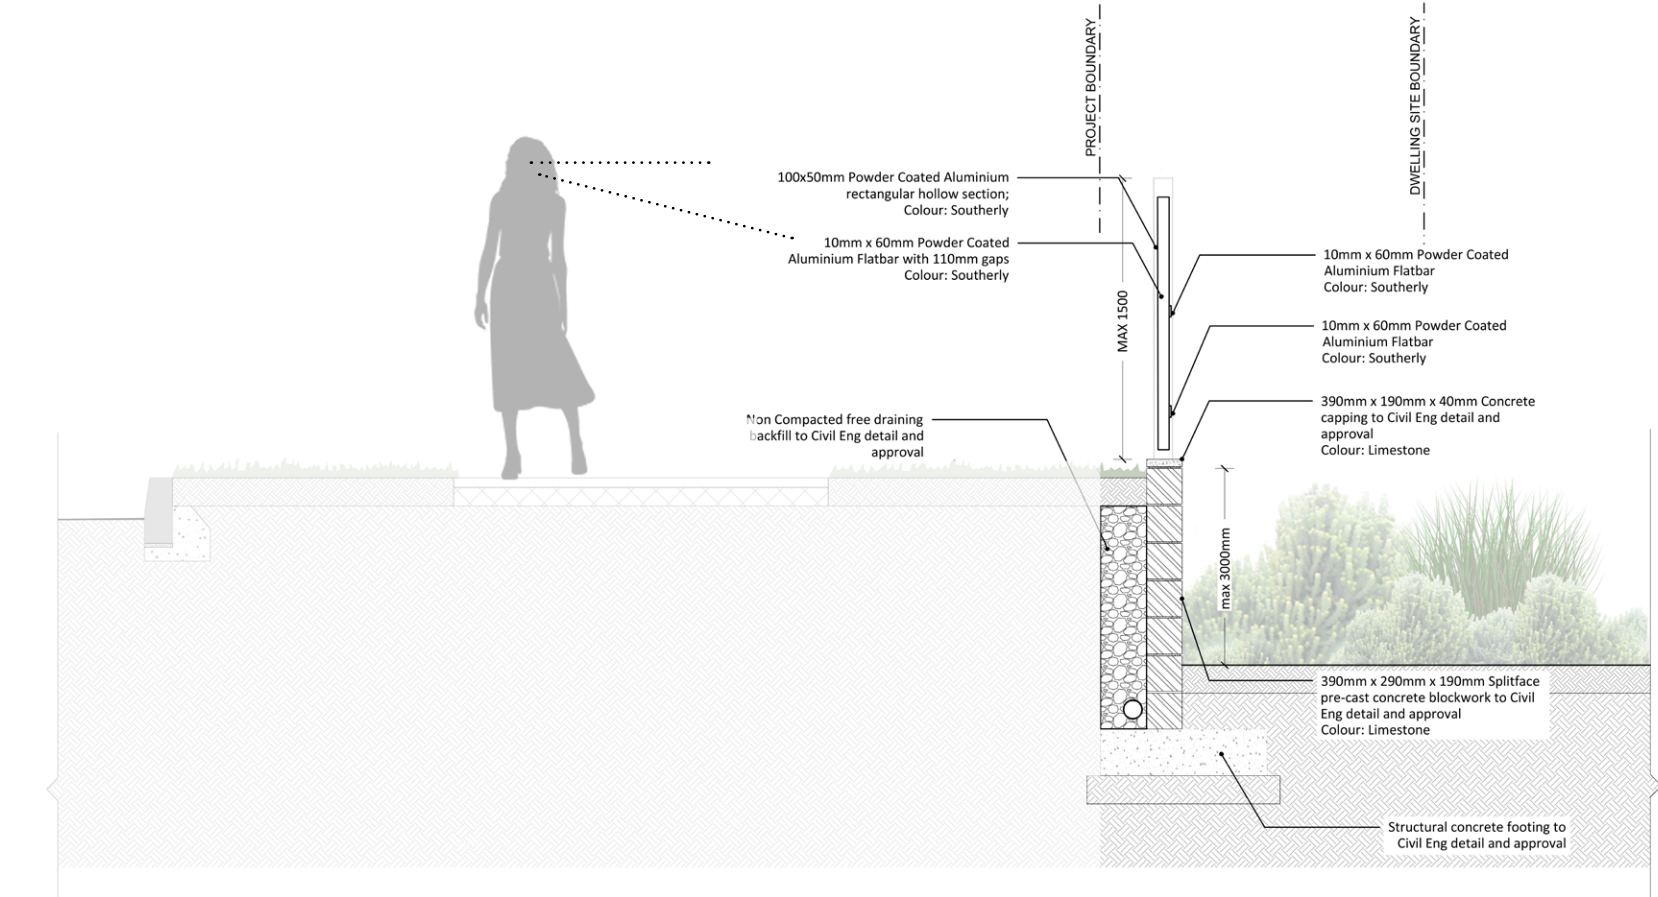 PROJECT BOUNDARY
DWELLING SITE BOUNDARY
100x50mm Powder Coated Aluminium
rectangular hollow section;
Colour: Southerly
10mm x 60mm Powder Coated
Aluminium Flatbar with 110mm gaps
Colour: Southerly
10mm x 60mm Powder Coated
Aluminium Flatbar
Colour: Southerly
MAX 1500
10mm x 60mm Powder Coated
Aluminium Flatbar
Colour: Southerly
390mm x 190mm x 40mm Concrete
capping to Civil Eng detail and
approval
Colour: Limestone
Non Compacted free draining
backfill to Civil Eng detail and
approval
max 3000mm
390mm x 290mm x 190mm Splitface
pre-cast concrete blockwork to Civil
Eng detail and approval
Colour: Limestone
Structural concrete footing to
Civil Eng detail and approval